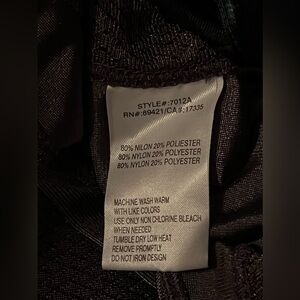 STYLE#:7012A
RN#:89421/CA#:17335
80% NILON 20% POLIESTER
80% NYLON 20% POLYESTER
80% NYLON 20% POLYESTER
MACHINE WASH WARM
WITH LIKE COLORS
USE ONLY NON CHLORINE BLEACH
WHEN NEEDED
TUMBLE DRY LOW HEAT
REMOVE PROMPTLY
DO NOT IRON DESIGN